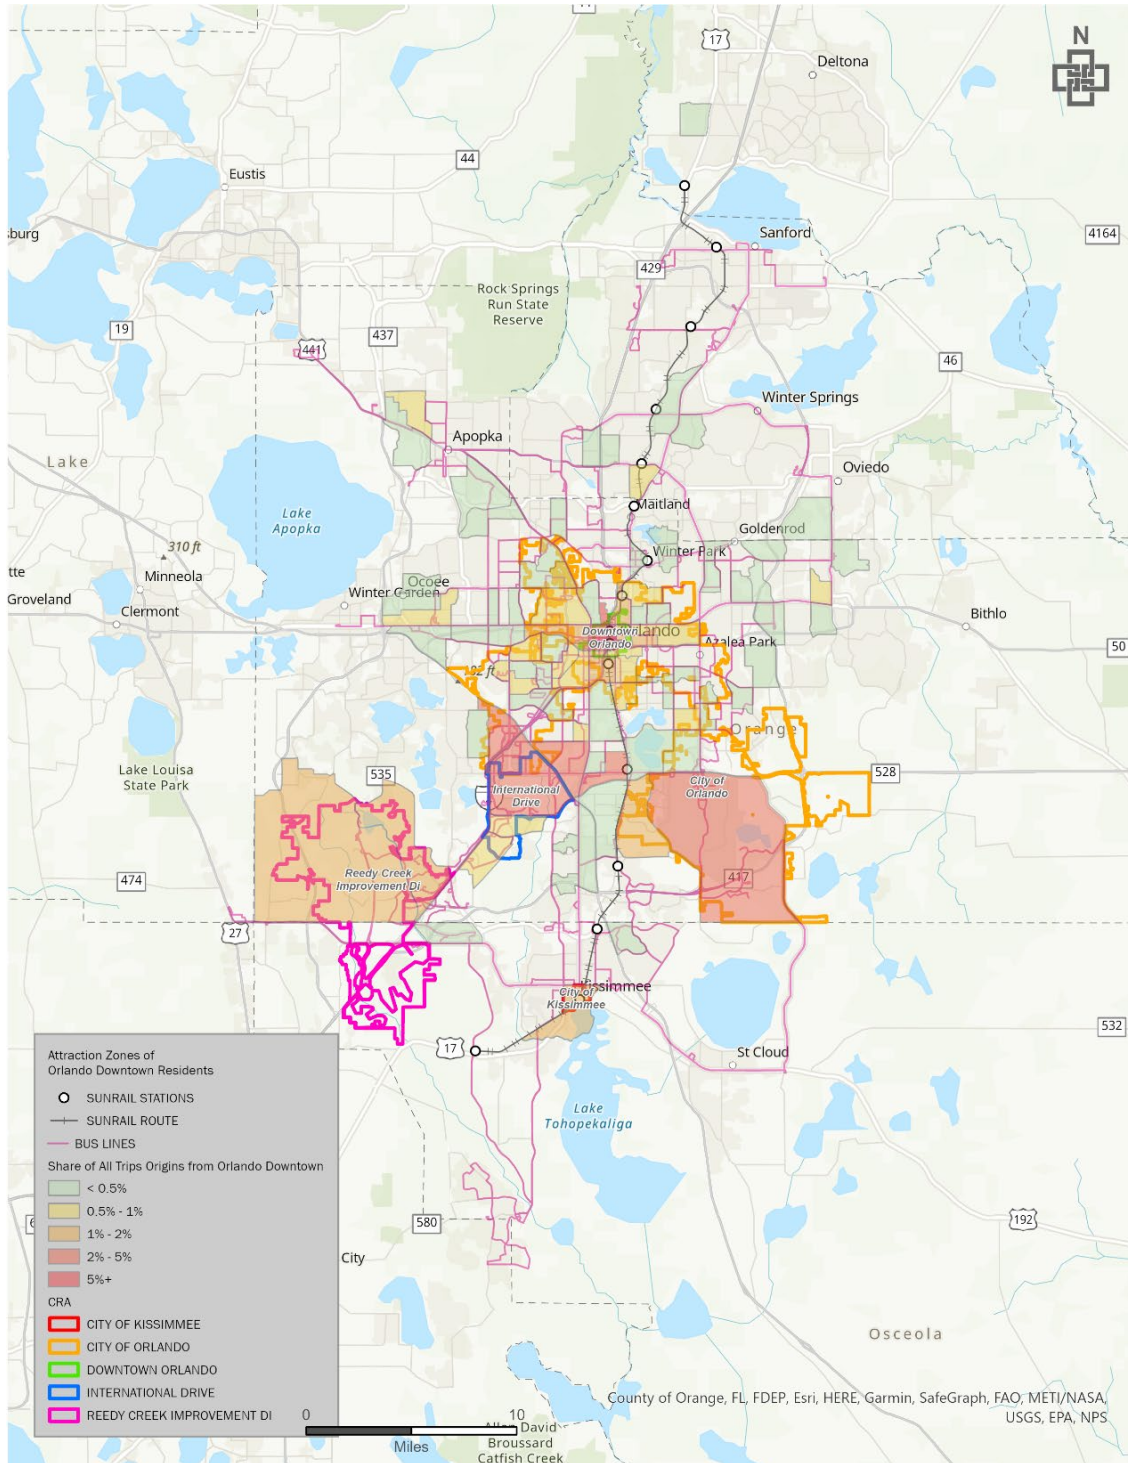 11
17
N
Deltona
44
Eustis
sburg
Sanford
4164
429
Rock Springs
Run State
Reserve
19
437
441
46
Winter Springs
Apopka
Lake
Oviedo
Lake
Apopka
Maitland
Goldenrod
310 ft
Winter Park
tte
Minneola
Ocoee
Groveland
Winter Garden
Clermont
Bithlo
Downtown
Orlando
Azalea Park
50
Orange
Lake Louisa
State Park
535
528
International
Drive
City of
Orlando
Reedy Creek
Improvement Di
474
417
27
Kissimmee
City of
Kissimmee
532
17
St Cloud
Attraction Zones of
Orlando Downtown Residents
SUNRAIL STATIONS
SUNRAIL ROUTE
BUS LINES
Lake
Tohopekaliga
Share of All Trips Origins from Orlando Downtown
< 0.5%
0.5% - 1%
1% - 2%
2% - 5%
5%+
580
192
City
CRA
CITY OF KISSIMMEE
CITY OF ORLANDO
DOWNTOWN ORLANDO
INTERNATIONAL DRIVE
REEDY CREEK IMPROVEMENT DI
Osceola
County of Orange, FL, FDEP, Esri, HERE, Garmin, SafeGraph, FAO, METI/NASA,
USGS, EPA, NPS
0 10
Miles
David
Broussard
Catfish Creek